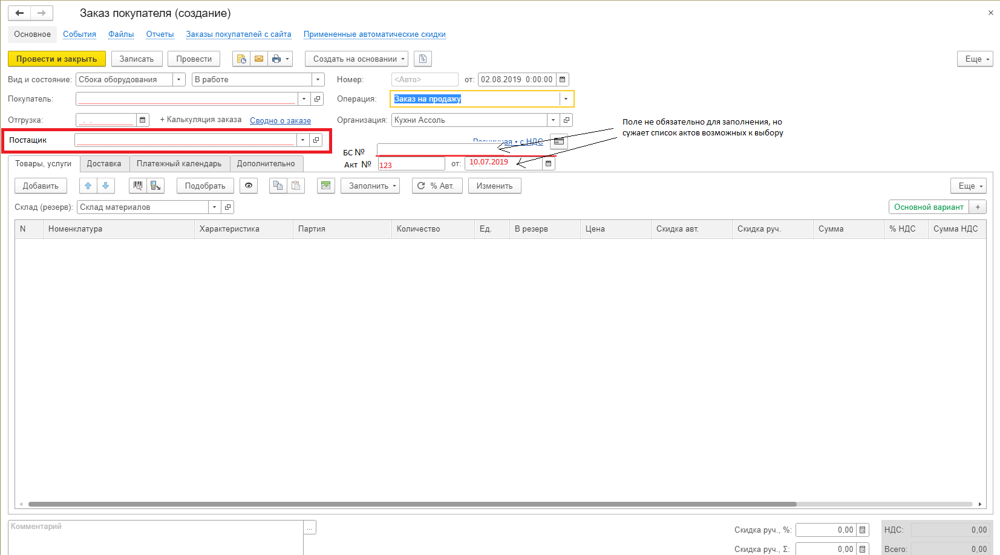 Заказ покупателя (создание)
Основное События Файлы Отчеты Заказы покупателей с сайта Примененные автоматические скидки
Провести и закрыть Записать Провести Создать на основании Еще
Вид и состояние: Сбока оборудования В работе Номер: <Авто> от: 02.08.2019 0:00:00
Покупатель: Операция: Заказ на продажу
Отгрузка: + Калькуляция заказа Сводно о заказе Организация: Кухни Ассоль
Поле не обязательно для заполнения, но
сужает список актов возможных к выбору
Постащик
Розничная • с НДС
БС №
Акт № 123 от: 10.07.2019
Товары, услуги Доставка Платежный календарь Дополнительно
Добавить Подобрать Заполнить % Авт. Изменить Еще
Склад (резерв): Склад материалов Основной вариант +
N Номенклатура Характеристика Партия Количество Ед. В резерв Цена Скидка авт. Скидка руч. Сумма % НДС Сумма НДС
Комментарий ...
Скидка руч., %: 0,00 НДС: 0,00
Скидка руч., Σ: 0,00 Всего: 0,00